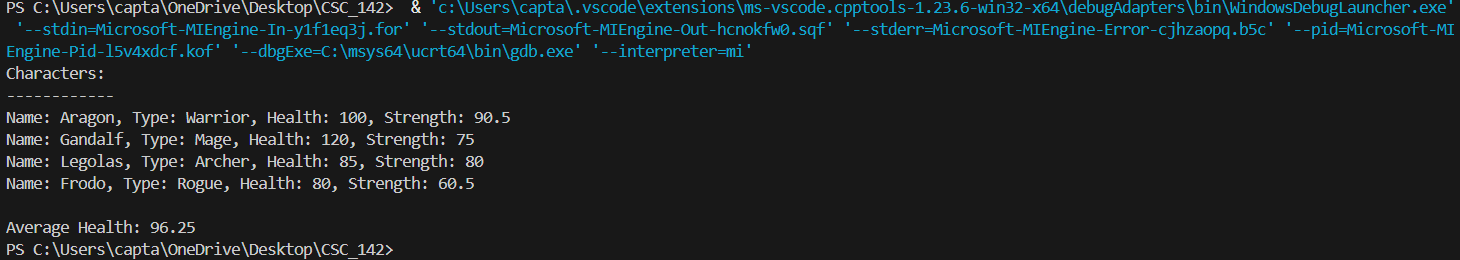 PS C:\Users\capta\OneDrive\Desktop\CSC_142>  & 'c:\Users\capta\.vscode\extensions\ms-vscode.cpptools-1.23.6-win32-x64\debugAdapters\bin\WindowsDebugLauncher.exe'
'--stdin=Microsoft-MIEngine-In-y1f1eq3j.for' '--stdout=Microsoft-MIEngine-Out-hcnokfw0.sqf' '--stderr=Microsoft-MIEngine-Error-cjhzaopq.b5c' '--pid=Microsoft-MI
Engine-Pid-l5v4xdcf.kof' '--dbgExe=C:\msys64\ucrt64\bin\gdb.exe' '--interpreter=mi'
Characters:
------------
Name: Aragon, Type: Warrior, Health: 100, Strength: 90.5
Name: Gandalf, Type: Mage, Health: 120, Strength: 75
Name: Legolas, Type: Archer, Health: 85, Strength: 80
Name: Frodo, Type: Rogue, Health: 80, Strength: 60.5

Average Health: 96.25
PS C:\Users\capta\OneDrive\Desktop\CSC_142>